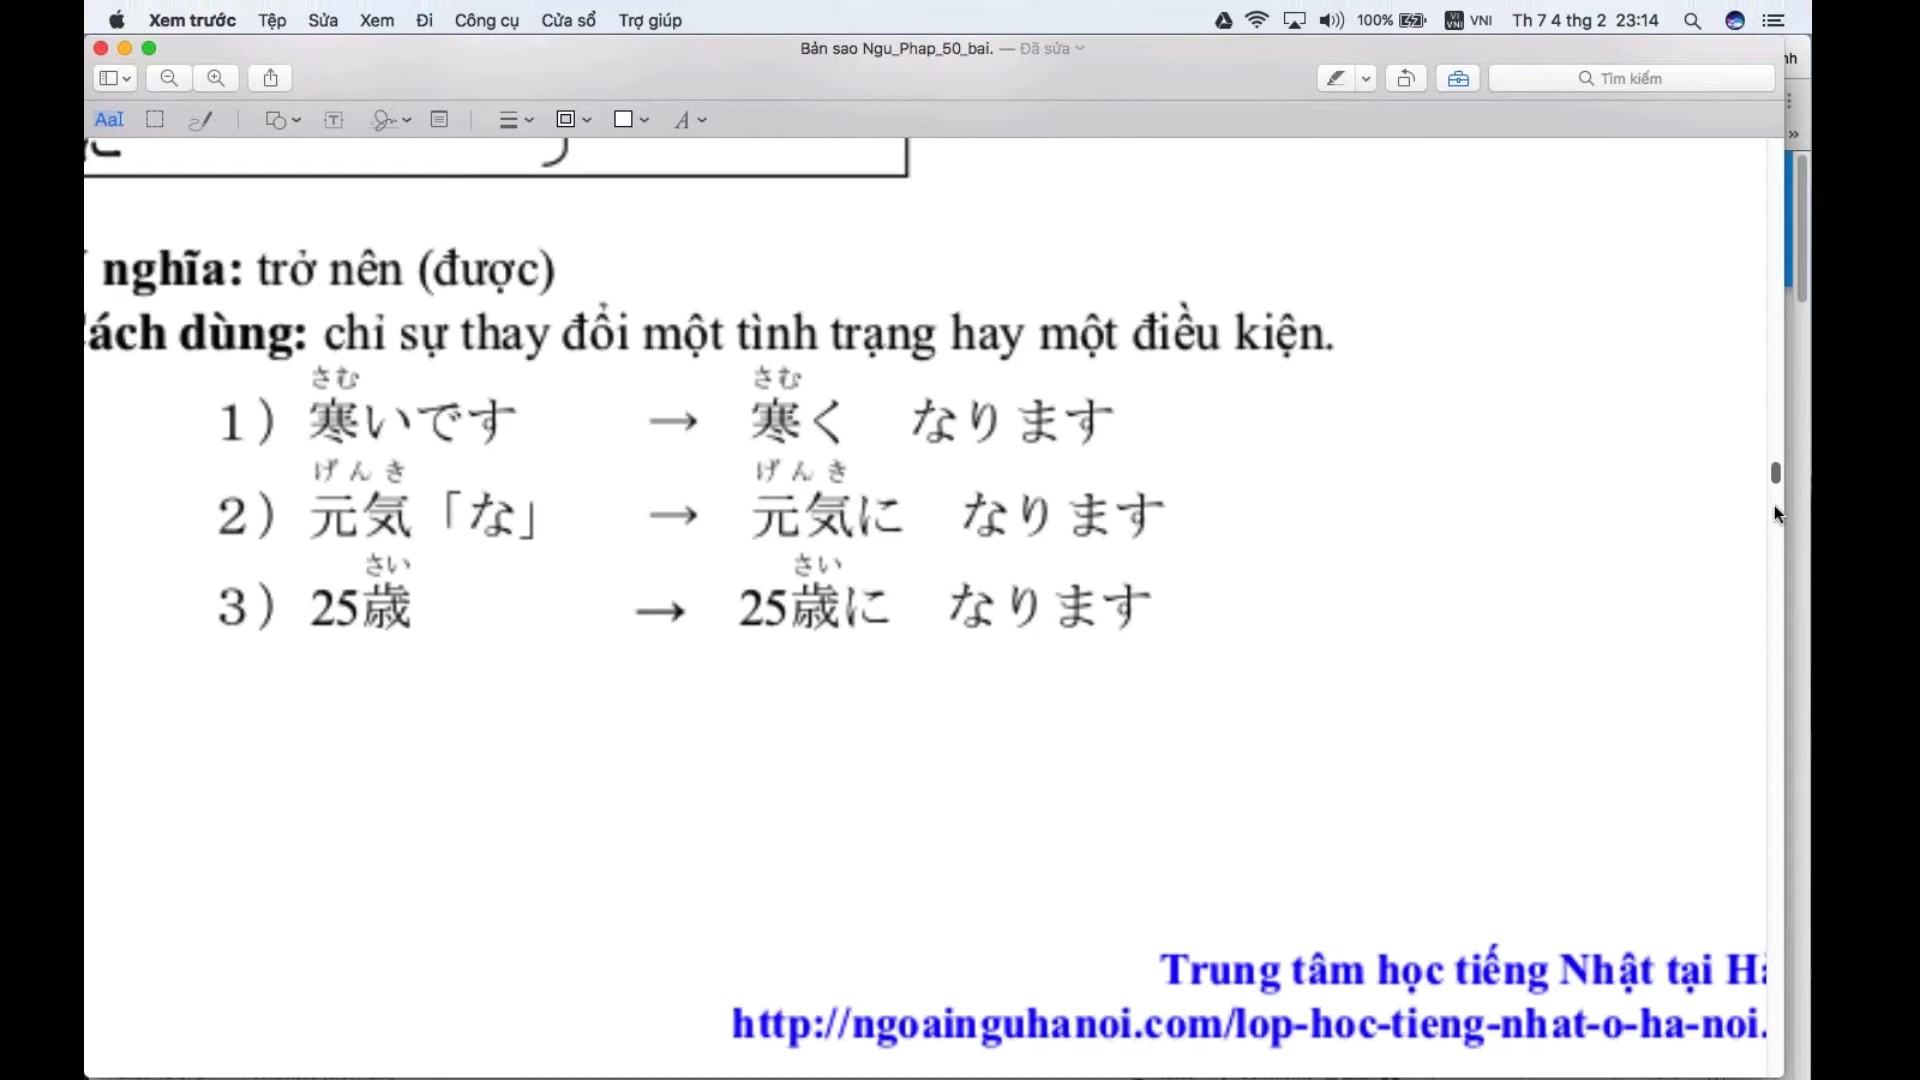 Xem trước Tệp Sửa Xem Đi Công cụ Cửa sổ Trợ giúp 100% VNI Th 7 4 thg 2 23:14
Bản sao Ngu_Phap_50_bai. — Đã sửa
Tìm kiếm
nghĩa: trở nên (được)
Cách dùng: chỉ sự thay đổi một tình trạng hay một điều kiện.
さむ さむ
1）寒いです → 寒く なります
げんき げんき
2）元気「な」 → 元気に なります
さい さい
3）25歳 → 25歳に なります
Trung tâm học tiếng Nhật tại H
http://ngoainguhanoi.com/lop-hoc-tieng-nhat-o-ha-noi.